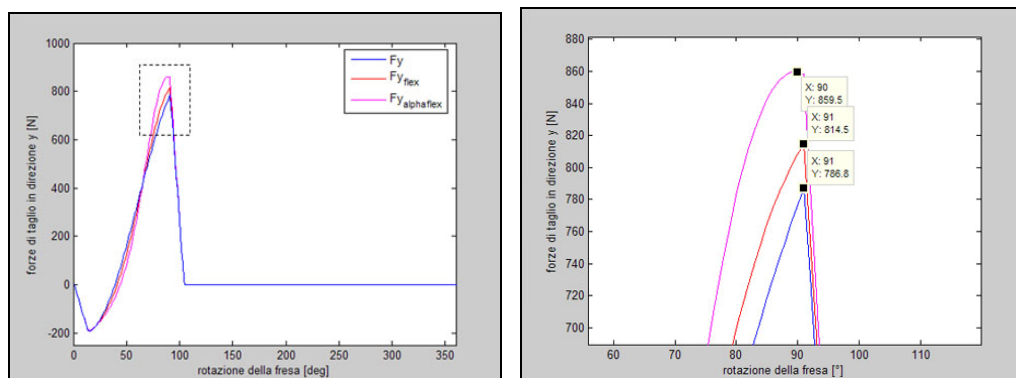 1000
800
600
400
200
0
-200
0 50 100 150 200 250 300 350
forze di taglio in direzione y [N]
rotazione della fresa [deg]
Fy
Fy_flex
Fy_alphaflex
880
860
840
820
800
780
760
740
720
700
60 70 80 90 100 110
forze di taglio in direzione y [N]
rotazione della fresa [°]
X: 90
Y: 859.5
X: 91
Y: 814.5
X: 91
Y: 786.8